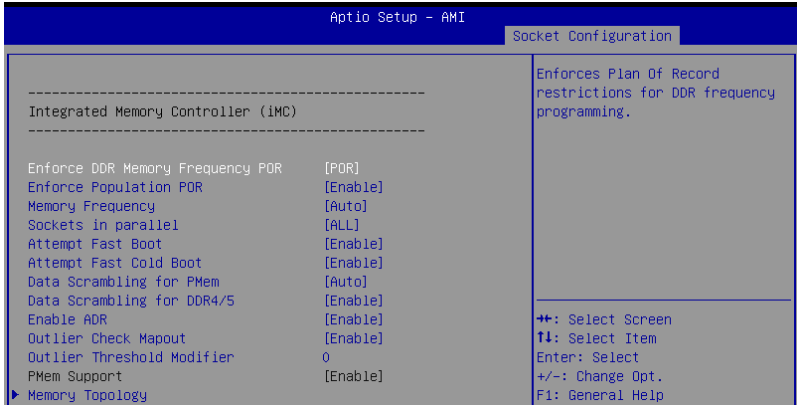 Aptio Setup – AMI
Socket Configuration
------------------------------------------------
Integrated Memory Controller (iMC)
------------------------------------------------
Enforce DDR Memory Frequency POR [POR]
Enforce Population POR [Enable]
Memory Frequency [Auto]
Sockets in parallel [ALL]
Attempt Fast Boot [Enable]
Attempt Fast Cold Boot [Enable]
Data Scrambling for PMem [Auto]
Data Scrambling for DDR4/5 [Enable]
Enable ADR [Enable]
Outlier Check Mapout [Enable]
Outlier Threshold Modifier 0
PMem Support [Enable]
Memory Topology
Enforces Plan Of Record
restrictions for DDR frequency
programming.
→←: Select Screen
↑↓: Select Item
Enter: Select
+/-: Change Opt.
F1: General Help